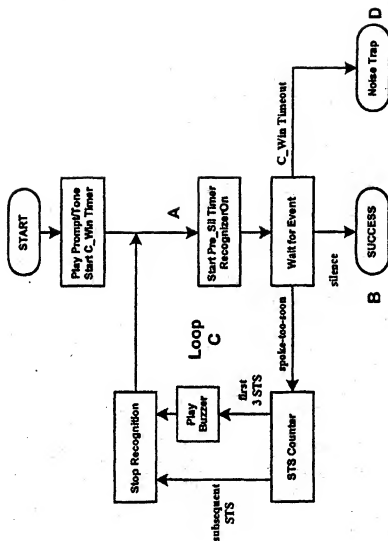 START
Play Prompt/Tone
Start C_Win Timer
A
Start Pre_Sil Timer
RecognizerOn
Wait for Event
C_Win Timeout
Noise Trap
D
silence
SUCCESS
B
spoke-too-soon
STS Counter
first
3 STS
Play
Buzzer
subsequent
STS
Stop Recognition
Loop
C